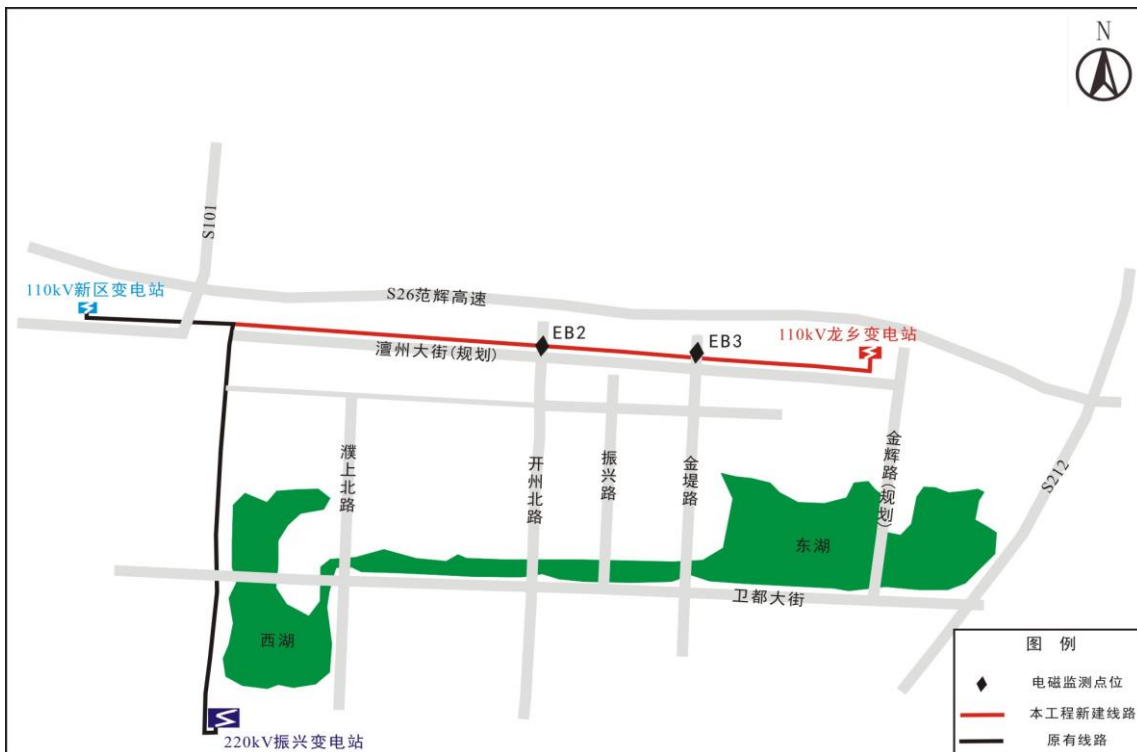 N
S101
110kV新区变电站
S26范辉高速
EB2
EB3
110kV龙乡变电站
澶州大街(规划)
濮上北路
开州北路
振兴路
金堤路
金辉路(规划)
S212
东湖
卫都大街
西湖
220kV振兴变电站
图 例
电磁监测点位
本工程新建线路
原有线路